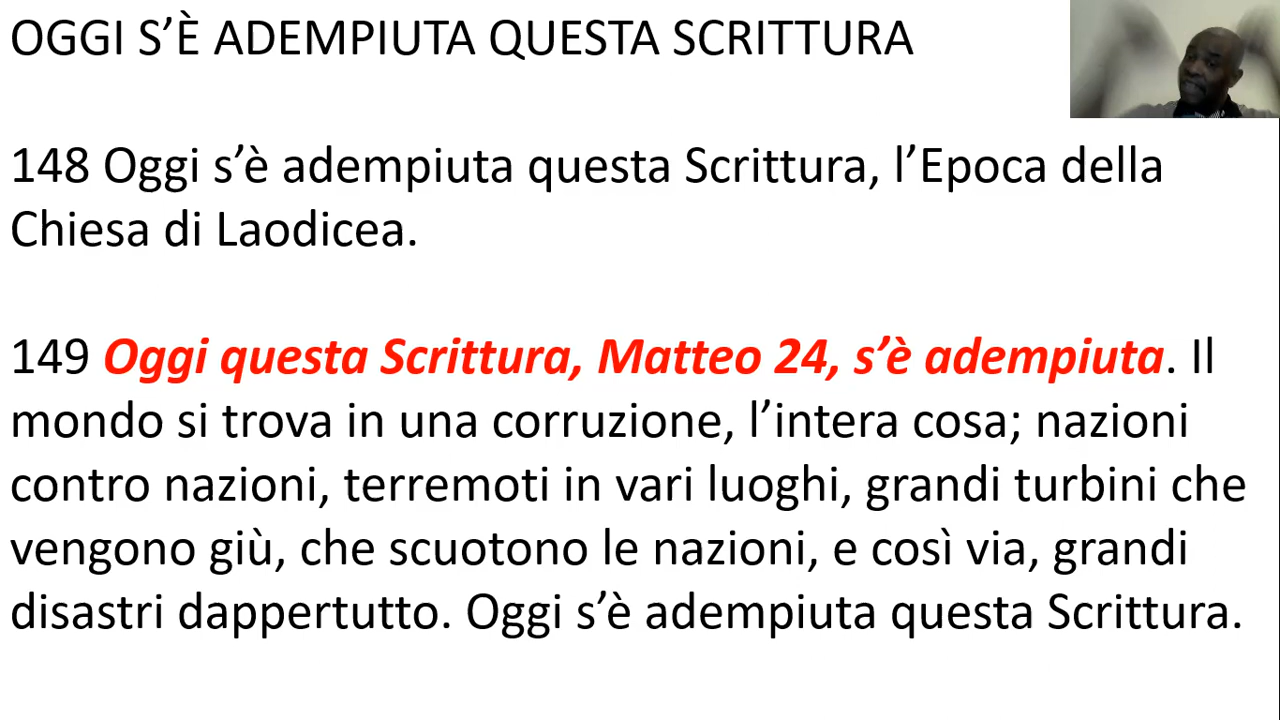 OGGI S’È ADEMPIUTA QUESTA SCRITTURA
148 Oggi s’è adempiuta questa Scrittura, l’Epoca della
Chiesa di Laodicea.
149 Oggi questa Scrittura, Matteo 24, s’è adempiuta. Il
mondo si trova in una corruzione, l’intera cosa; nazioni
contro nazioni, terremoti in vari luoghi, grandi turbini che
vengono giù, che scuotono le nazioni, e così via, grandi
disastri dappertutto. Oggi s’è adempiuta questa Scrittura.